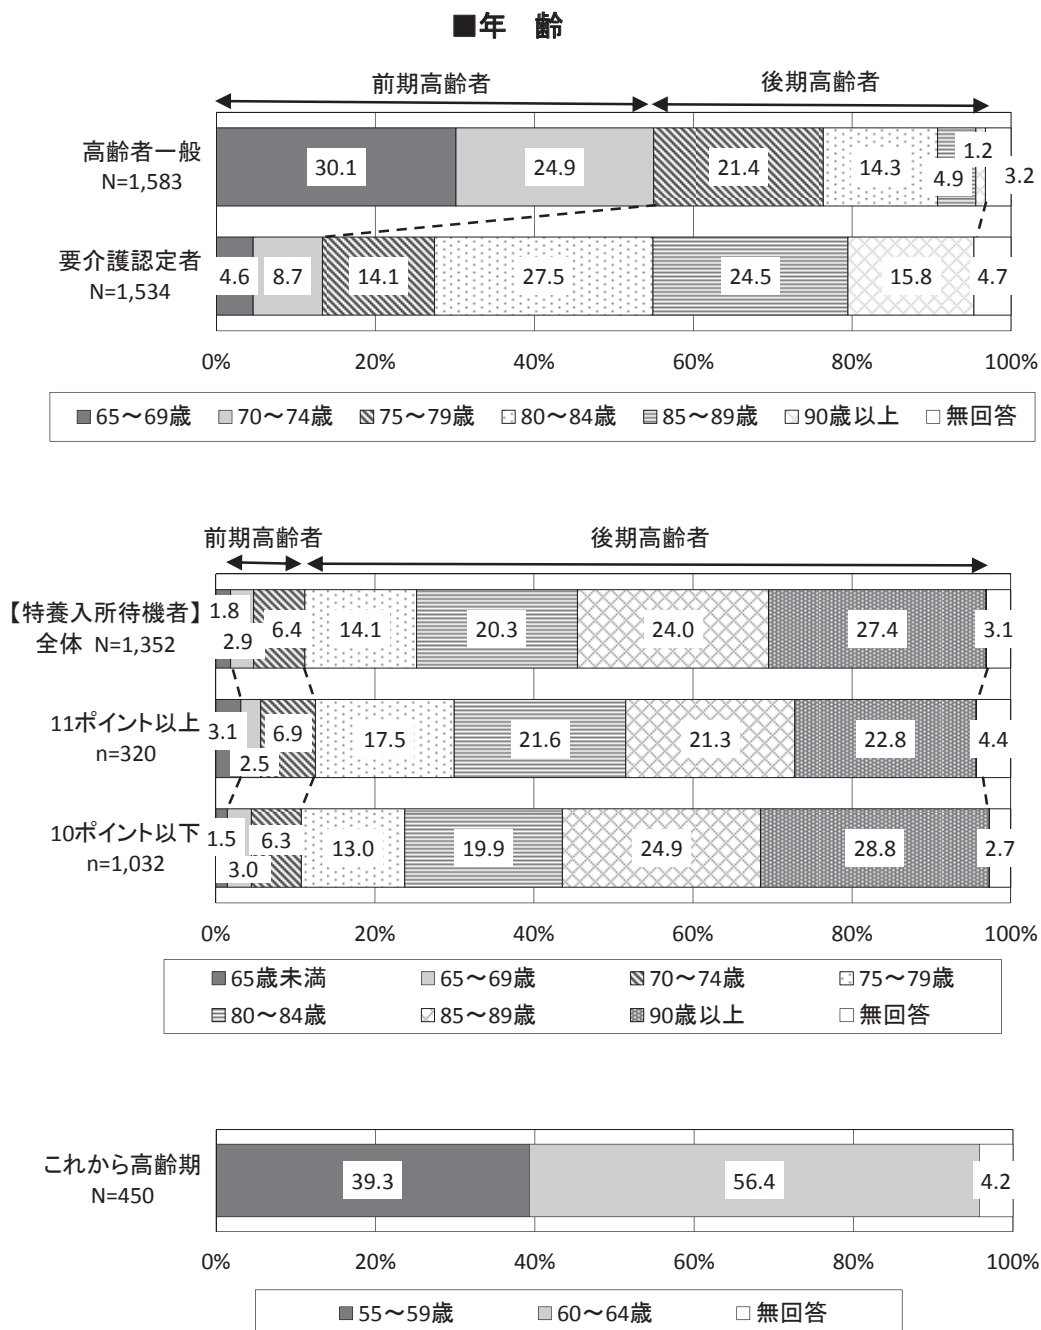 ■年　齢
前期高齢者　後期高齢者
高齢者一般
N=1,583
30.1 24.9 21.4 14.3 4.9 1.2 3.2
要介護認定者
N=1,534
4.6 8.7 14.1 27.5 24.5 15.8 4.7
0% 20% 40% 60% 80% 100%
■65～69歳 □70～74歳 ▧75～79歳 □80～84歳 ▤85～89歳 ▨90歳以上 □無回答
前期高齢者　後期高齢者
【特養入所待機者】
全体 N=1,352
1.8 2.9 6.4 14.1 20.3 24.0 27.4 3.1
11ポイント以上
n=320
3.1 2.5 6.9 17.5 21.6 21.3 22.8 4.4
10ポイント以下
n=1,032
1.5 3.0 6.3 13.0 19.9 24.9 28.8 2.7
0% 20% 40% 60% 80% 100%
65歳未満 65～69歳 70～74歳 75～79歳
80～84歳 85～89歳 90歳以上 無回答
これから高齢期
N=450
39.3 56.4 4.2
0% 20% 40% 60% 80% 100%
55～59歳 60～64歳 無回答